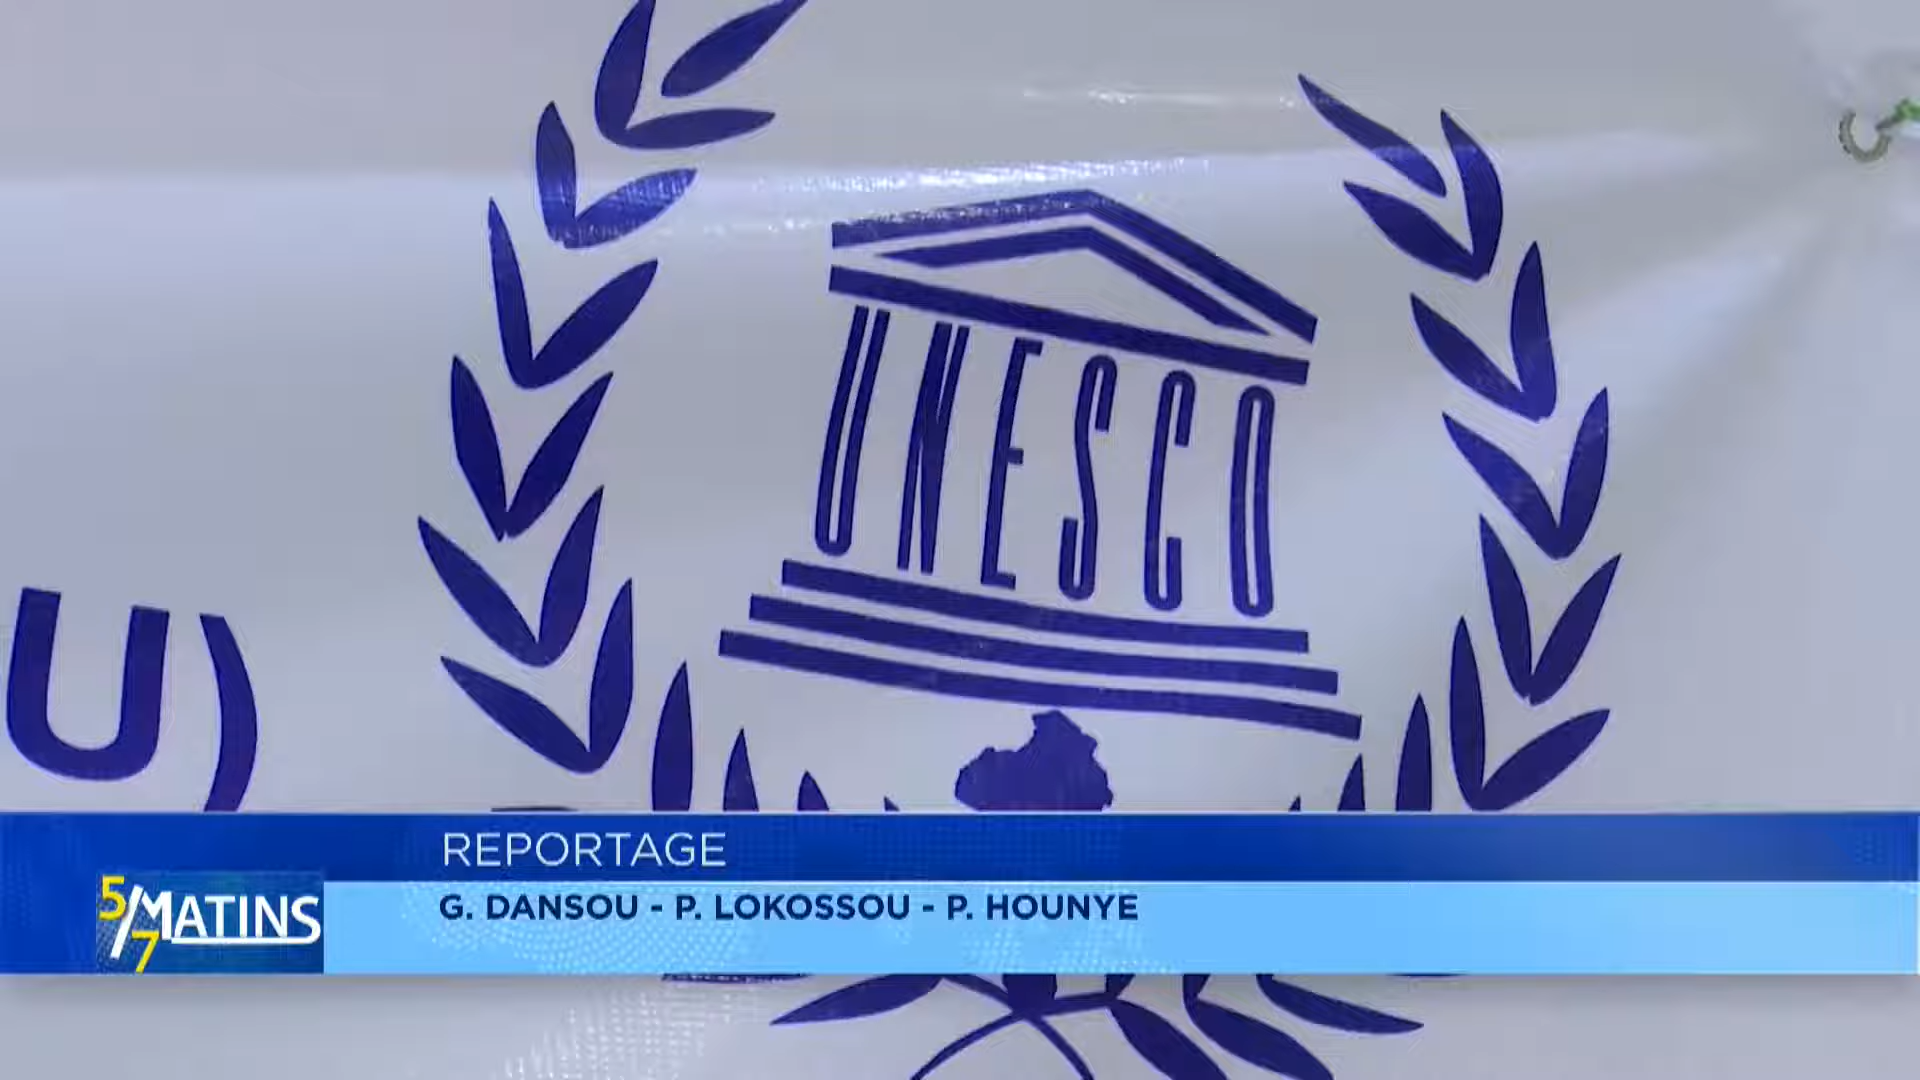 UNESCO
U)
REPORTAGE
5/7 MATINS
G. DANSOU - P. LOKOSSOU - P. HOUNYE